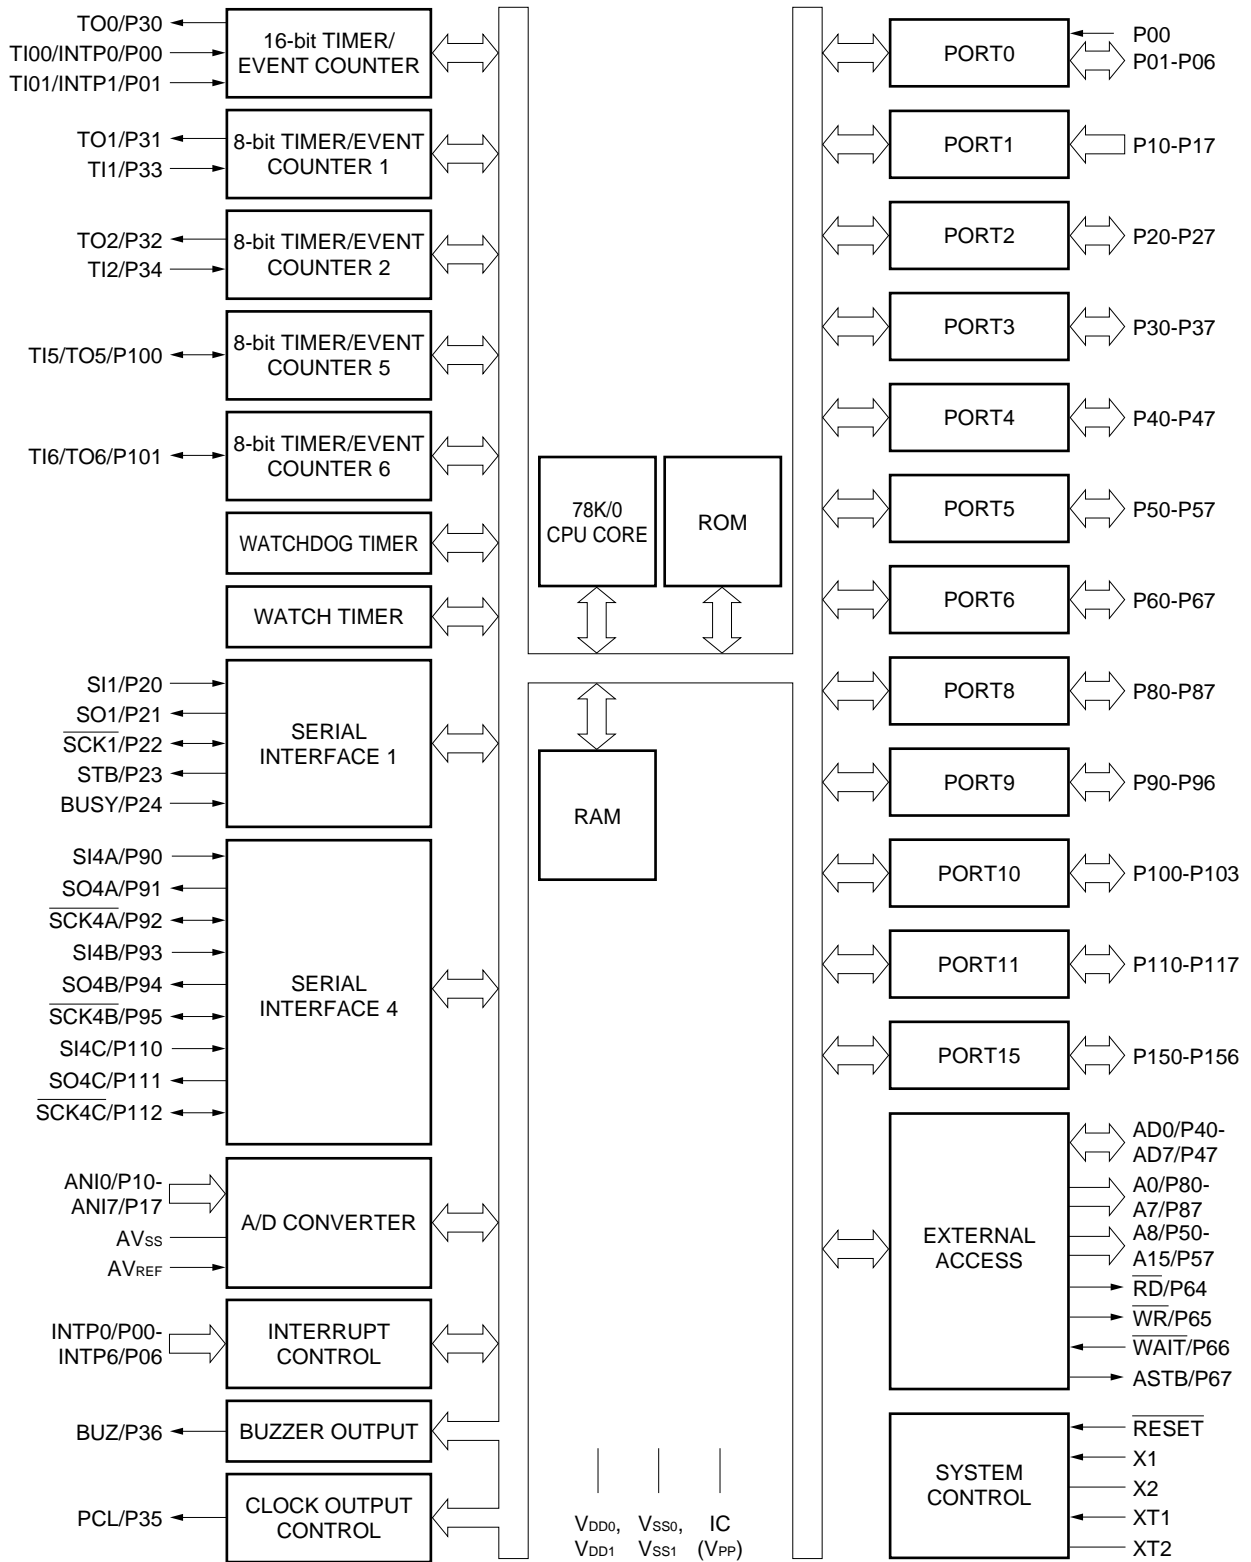 TO0/P30
TI00/INTP0/P00
TI01/INTP1/P01
16-bit TIMER/
EVENT COUNTER
TO1/P31
TI1/P33
8-bit TIMER/EVENT
COUNTER 1
TO2/P32
TI2/P34
8-bit TIMER/EVENT
COUNTER 2
TI5/TO5/P100
8-bit TIMER/EVENT
COUNTER 5
TI6/TO6/P101
8-bit TIMER/EVENT
COUNTER 6
WATCHDOG TIMER
WATCH TIMER
SI1/P20
SO1/P21
SCK1/P22
STB/P23
BUSY/P24
SERIAL
INTERFACE 1
SI4A/P90
SO4A/P91
SCK4A/P92
SI4B/P93
SO4B/P94
SCK4B/P95
SI4C/P110
SO4C/P111
SCK4C/P112
SERIAL
INTERFACE 4
ANI0/P10-
ANI7/P17
AVSS
AVREF
A/D CONVERTER
INTP0/P00-
INTP6/P06
INTERRUPT
CONTROL
BUZ/P36
BUZZER OUTPUT
PCL/P35
CLOCK OUTPUT
CONTROL
78K/0
CPU CORE
ROM
RAM
VDD0,
VDD1
VSS0,
VSS1
IC
(VPP)
PORT0
P00
P01-P06
PORT1
P10-P17
PORT2
P20-P27
PORT3
P30-P37
PORT4
P40-P47
PORT5
P50-P57
PORT6
P60-P67
PORT8
P80-P87
PORT9
P90-P96
PORT10
P100-P103
PORT11
P110-P117
PORT15
P150-P156
EXTERNAL
ACCESS
AD0/P40-
AD7/P47
A0/P80-
A7/P87
A8/P50-
A15/P57
RD/P64
WR/P65
WAIT/P66
ASTB/P67
SYSTEM
CONTROL
RESET
X1
X2
XT1
XT2